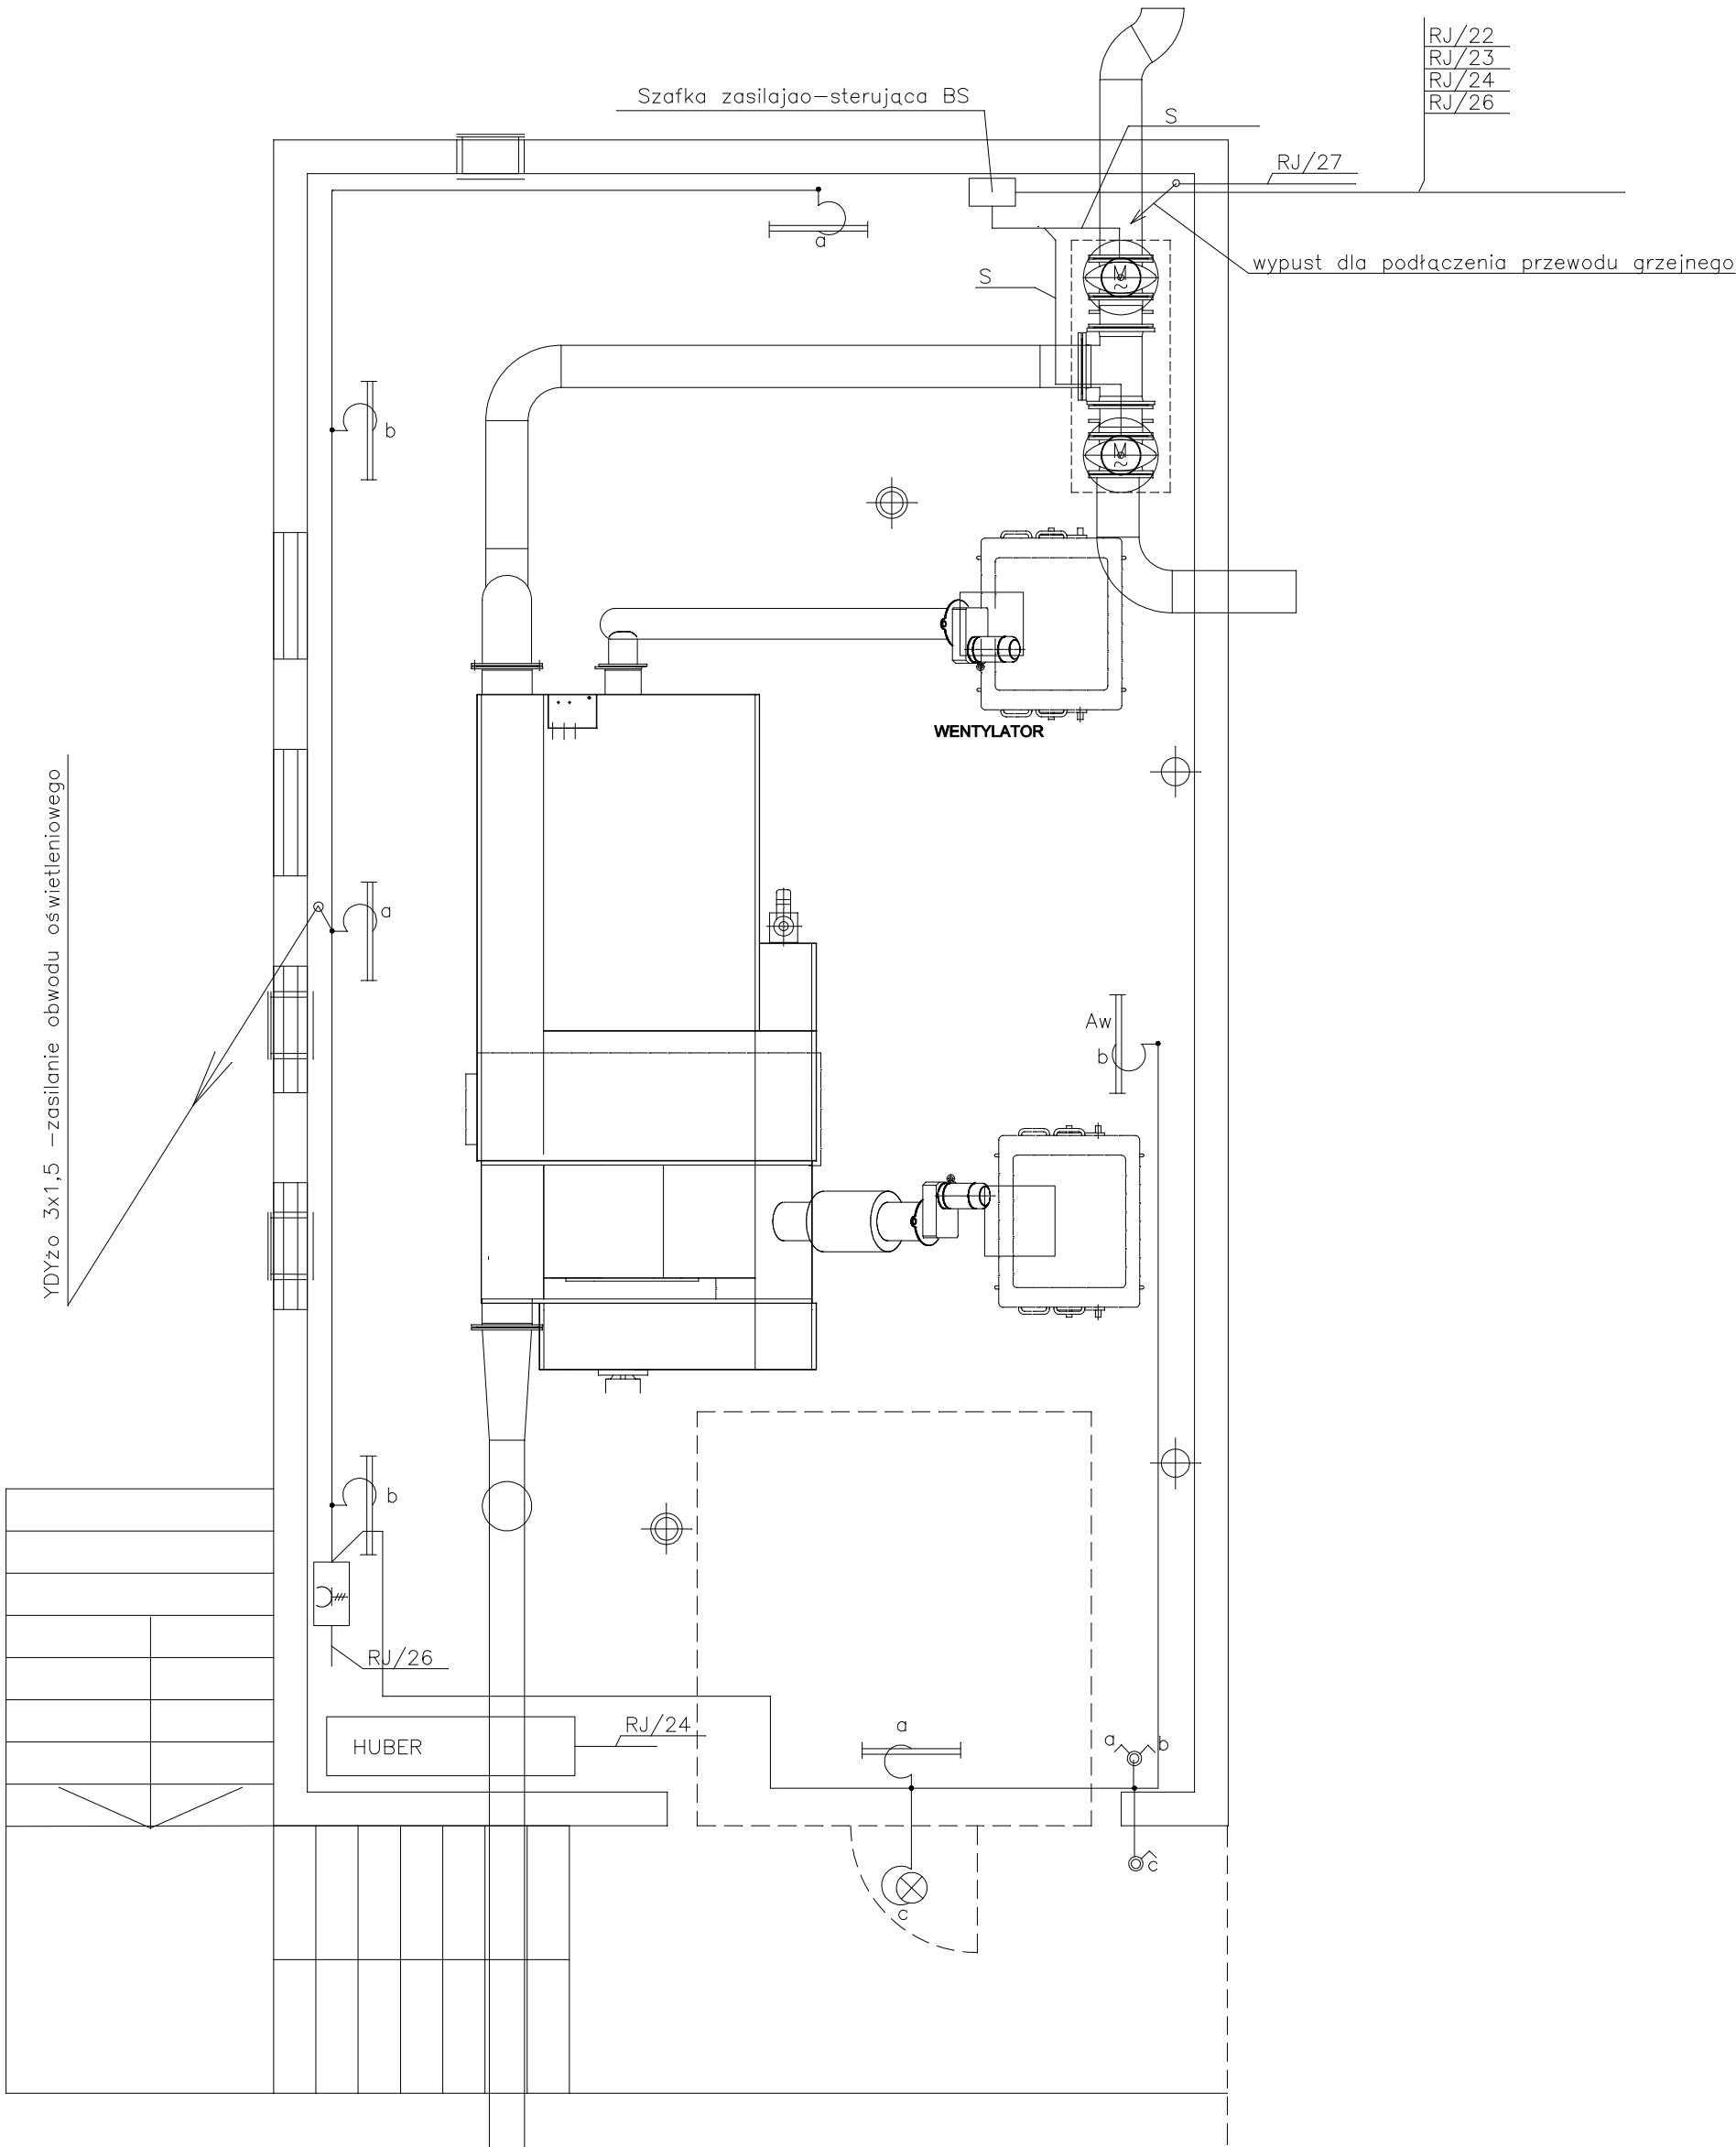 RJ/22
RJ/23
RJ/24
RJ/26
Szafka zasilajao-sterująca BS
S
RJ/27
a
wypust dla podłączenia przewodu grzejnego
S
M
~
b
M
~
WENTYLATOR
YDYżo 3x1,5 -zasilanie obwodu oświetleniowego
a
Aw
b
b
RJ/26
RJ/24
HUBER
a
a
b
c
c